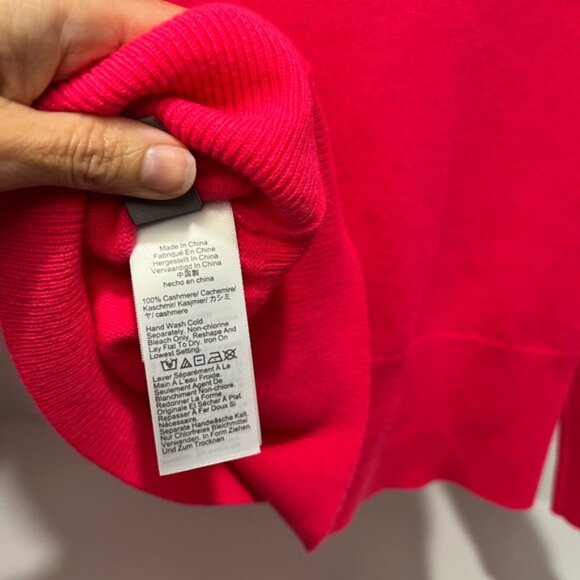 Made In China
Fabriqué En Chine
Hergestellt In China
Vervaardigd In China
中国製
hecho en china
100% Cashmere/ Cachemire/
Kaschmir/ Kasjmier/ カシミ
ヤ/ cashmere
Hand Wash Cold
Separately, Non-chlorine
Bleach Only, Reshape And
Lay Flat To Dry. Iron On
Lowest Setting.
Laver Séparément À La
Main À L'eau Froide.
Seulement Agent De
Blanchiment Non-chlore.
Redonner La Forme
Originale Et Sécher À Plat.
Repasser À Fer Doux Si
Nécessaire
Separate Handwäsche Kalt.
Nur Chlorfreies Bleichmittel
Verwenden. In Form Ziehen
Und Zum Trocknen